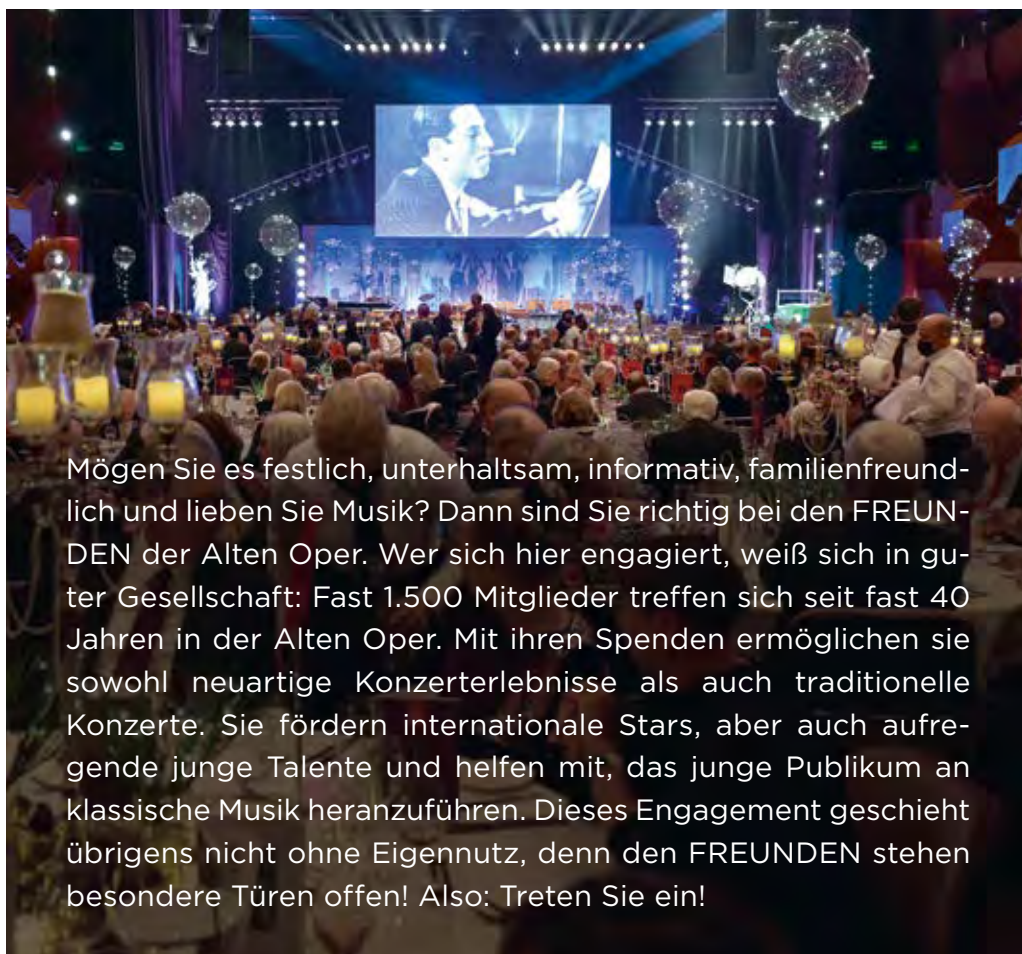 Mögen Sie es festlich, unterhaltsam, informativ, familienfreund-
lich und lieben Sie Musik? Dann sind Sie richtig bei den FREUN-
DEN der Alten Oper. Wer sich hier engagiert, weiß sich in gu-
ter Gesellschaft: Fast 1.500 Mitglieder treffen sich seit fast 40
Jahren in der Alten Oper. Mit ihren Spenden ermöglichen sie
sowohl neuartige Konzerterlebnisse als auch traditionelle
Konzerte. Sie fördern internationale Stars, aber auch aufre-
gende junge Talente und helfen mit, das junge Publikum an
klassische Musik heranzuführen. Dieses Engagement geschieht
übrigens nicht ohne Eigennutz, denn den FREUNDEN stehen
besondere Türen offen! Also: Treten Sie ein!